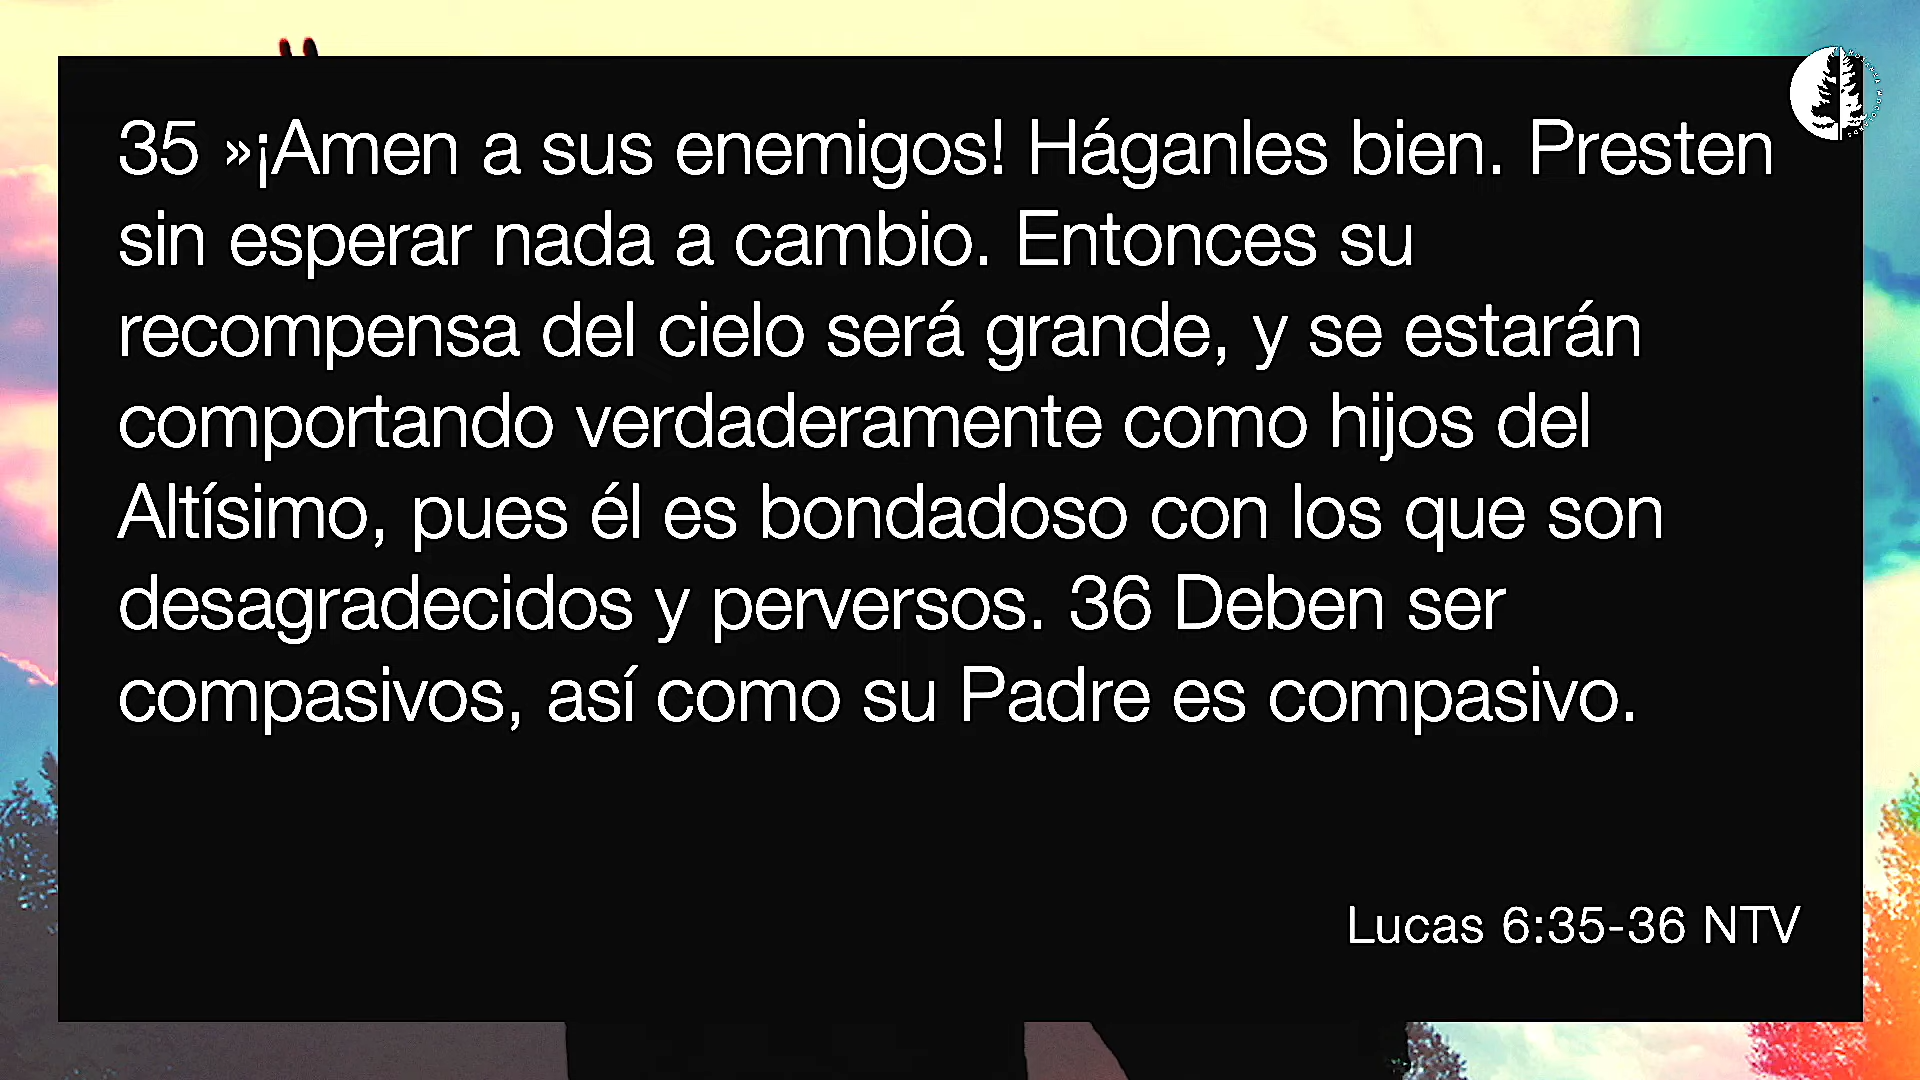 35 »¡Amen a sus enemigos! Háganles bien. Presten
sin esperar nada a cambio. Entonces su
recompensa del cielo será grande, y se estarán
comportando verdaderamente como hijos del
Altísimo, pues él es bondadoso con los que son
desagradecidos y perversos. 36 Deben ser
compasivos, así como su Padre es compasivo.
Lucas 6:35-36 NTV